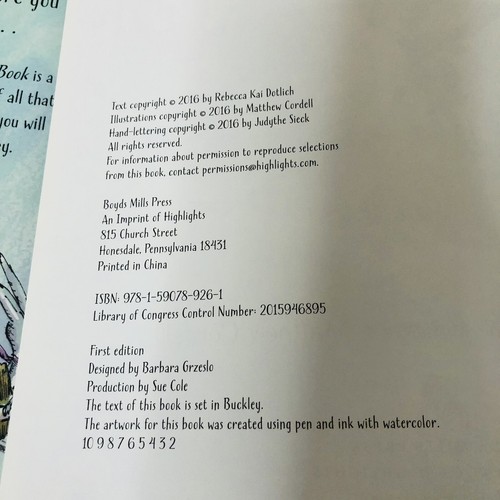 you
. .
Book is a
all that
you will
y.
Text copyright © 2016 by Rebecca Kai Dotlich
Illustrations copyright © 2016 by Matthew Cordell
Hand-lettering copyright © 2016 by Judythe Sieck
All rights reserved.
For information about permission to reproduce selections
from this book, contact permissions@highlights.com.
Boyds Mills Press
An Imprint of Highlights
815 Church Street
Honesdale, Pennsylvania 18431
Printed in China
ISBN: 978-1-59078-926-1
Library of Congress Control Number: 2015946895
First edition
Designed by Barbara Grzeslo
Production by Sue Cole
The text of this book is set in Buckley.
The artwork for this book was created using pen and ink with watercolor.
10 9 8 7 6 5 4 3 2